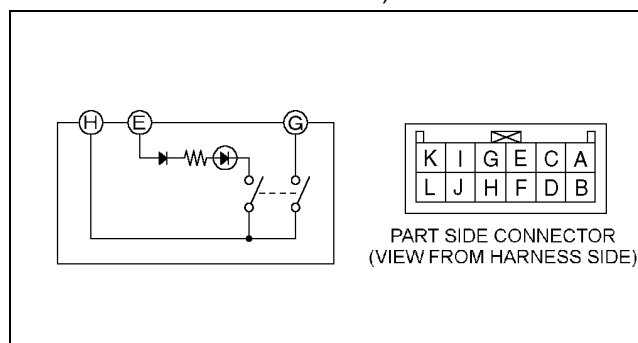 H E G
K I G E C A
L J H F D B
PART SIDE CONNECTOR
(VIEW FROM HARNESS SIDE)